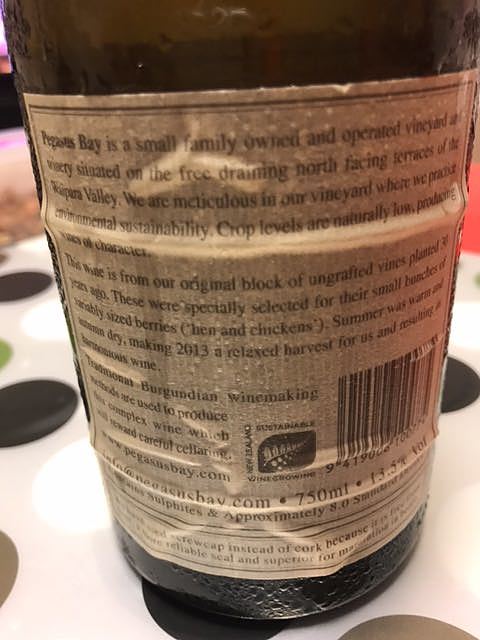 Pegasus Bay is a small family owned and operated vineyard and
winery situated on the free draining north facing terraces of the
Waipara Valley. We are meticulous in our vineyard where we practice
environmental sustainability. Crop levels are naturally low, producing
wines of character.
This wine is from our original block of ungrafted vines planted 30
years ago. These were specially selected for their small bunches of
variably sized berries ('hen and chickens'). Summer was warm and
autumn dry, making 2013 a relaxed harvest for us and resulting in
harmonious wine.
Traditional Burgundian winemaking
methods are used to produce
this complex wine which
will reward careful cellaring.
www.pegasusbay.com
SUSTAINABLE
NEW ZEALAND
WINEGROWING
9 419006
info@pegasusbay.com • 750ml • 13.5% VOL
Sulphites & Approximately 8.0 Standard
screwcap instead of cork because it is
more reliable seal and superior for